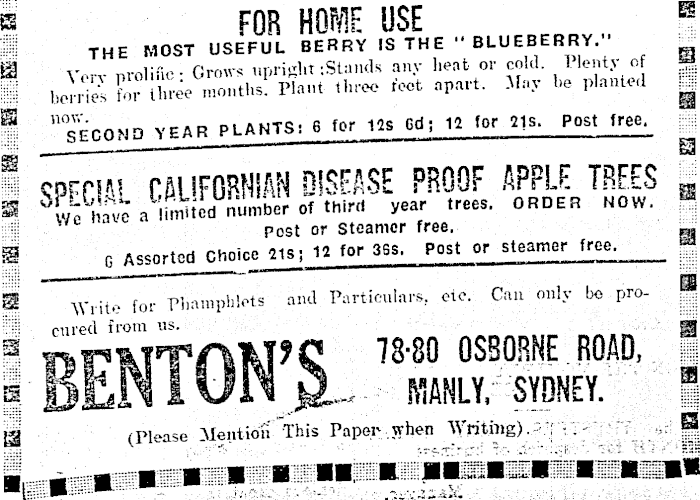 FOR HOME USE
THE MOST USEFUL BERRY IS THE "BLUEBERRY."
Very prolific; Grows upright; Stands any heat or cold. Plenty of
berries for three months. Plant three feet apart. May be planted
now.
SECOND YEAR PLANTS: 6 for 12s 6d; 12 for 21s. Post free.
SPECIAL CALIFORNIAN DISEASE PROOF APPLE TREES
We have a limited number of third year trees. ORDER NOW.
Post or Steamer free.
6 Assorted Choice 21s; 12 for 36s. Post or steamer free.
Write for Phamphlets and Particulars, etc. Can only be pro-
cured from us.
BENTON'S
78-80 OSBORNE ROAD,
MANLY, SYDNEY.
(Please Mention This Paper when Writing).